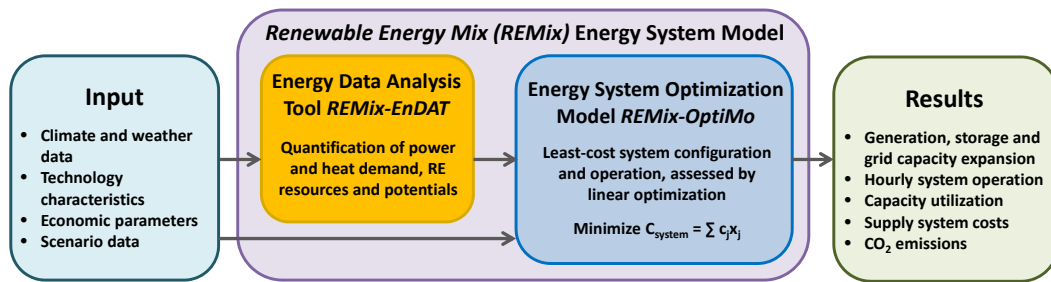 Renewable Energy Mix (REMix) Energy System Model
Input
• Climate and weather
data
• Technology
characteristics
• Economic parameters
• Scenario data
Energy Data Analysis
Tool REMix-EnDAT
Quantification of power
and heat demand, RE
resources and potentials
Energy System Optimization
Model REMix-OptiMo
Least-cost system configuration
and operation, assessed by
linear optimization
Minimize C_system = ∑ c_jx_j
Results
• Generation, storage and
grid capacity expansion
• Hourly system operation
• Capacity utilization
• Supply system costs
• CO₂ emissions